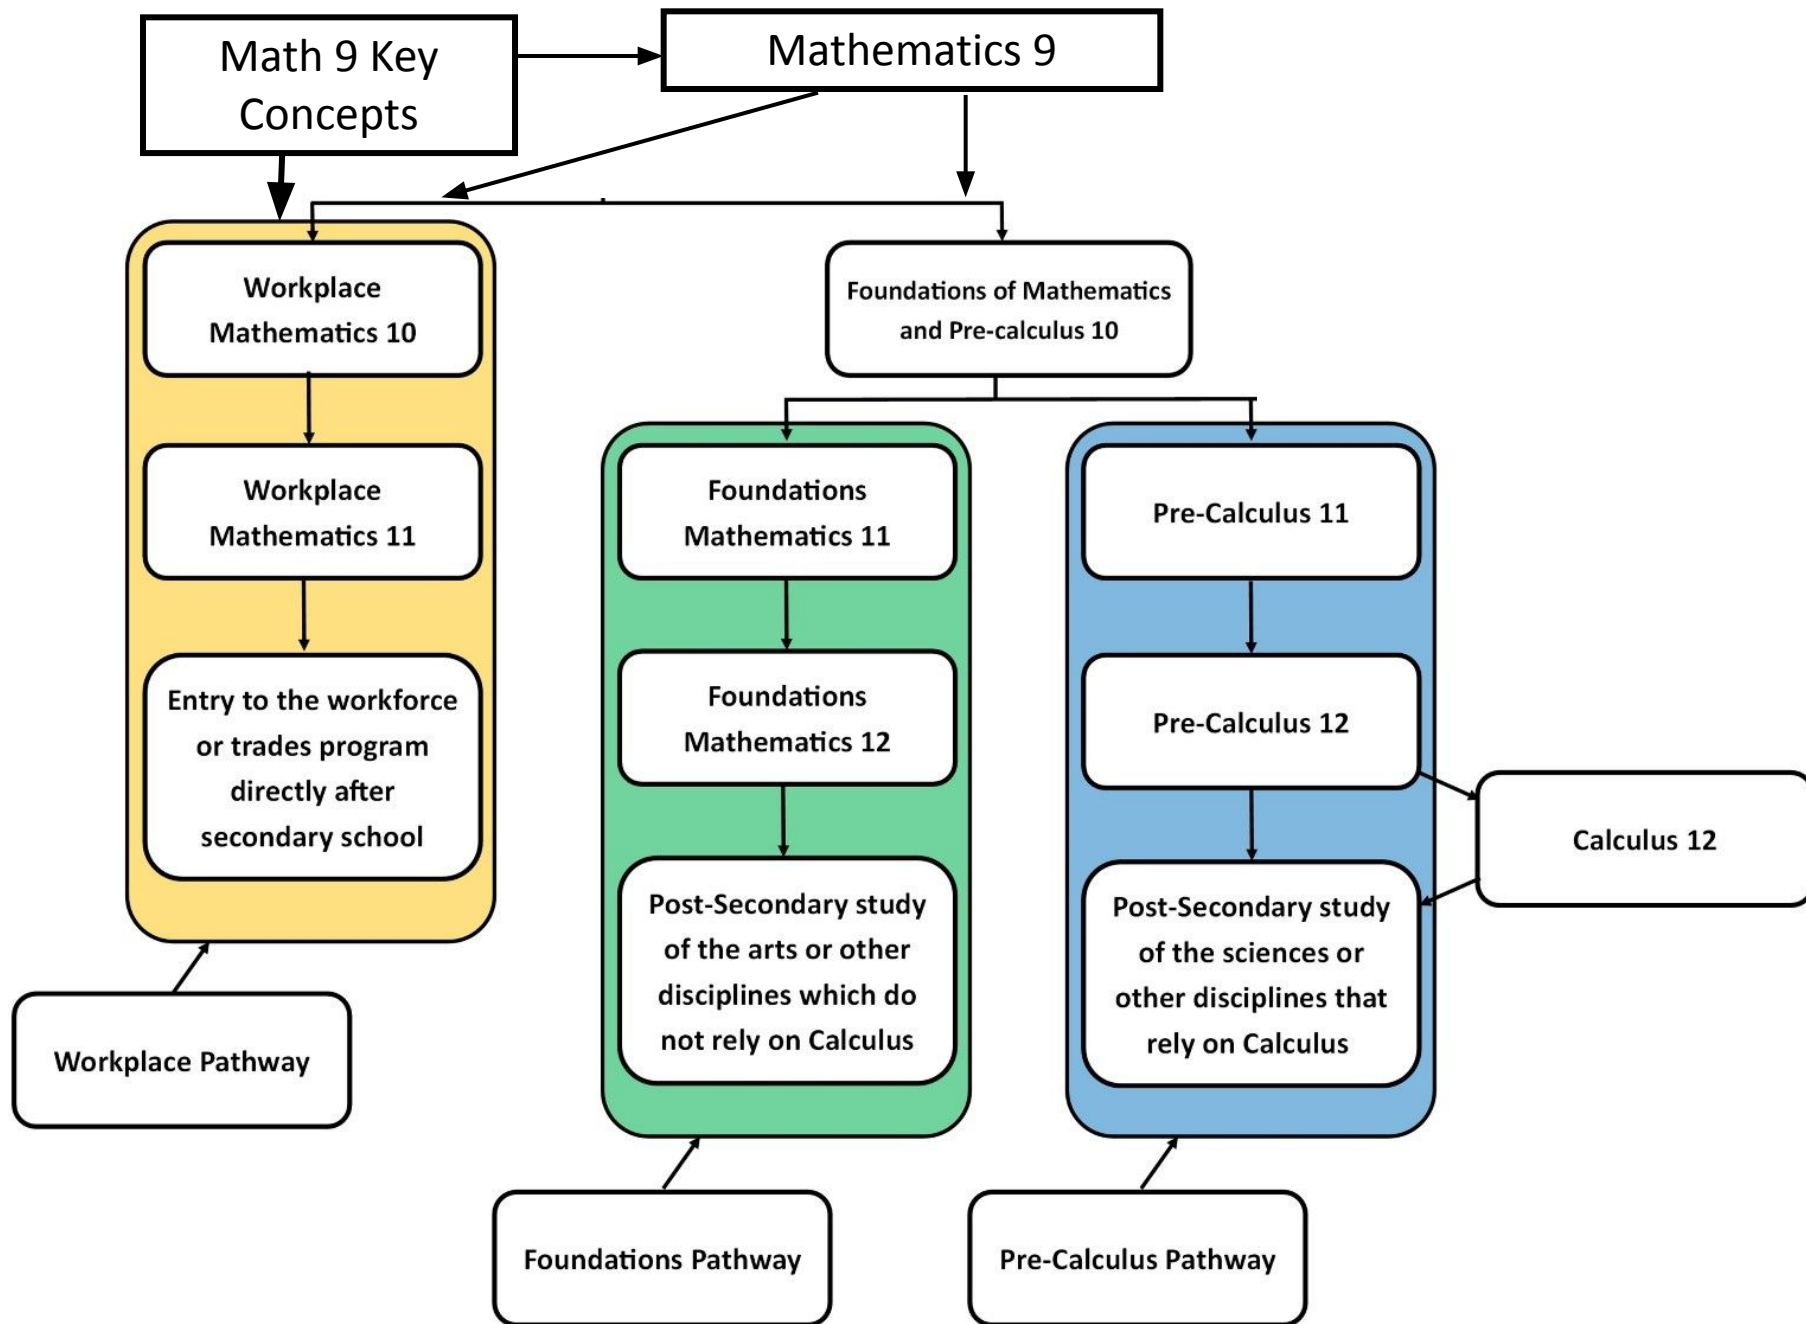 Math 9 Key
Concepts
Mathematics 9
Workplace
Mathematics 10
Foundations of Mathematics
and Pre-calculus 10
Workplace
Mathematics 11
Foundations
Mathematics 11
Pre-Calculus 11
Entry to the workforce
or trades program
directly after
secondary school
Foundations
Mathematics 12
Pre-Calculus 12
Calculus 12
Post-Secondary study
of the arts or other
disciplines which do
not rely on Calculus
Post-Secondary study
of the sciences or
other disciplines that
rely on Calculus
Workplace Pathway
Foundations Pathway
Pre-Calculus Pathway